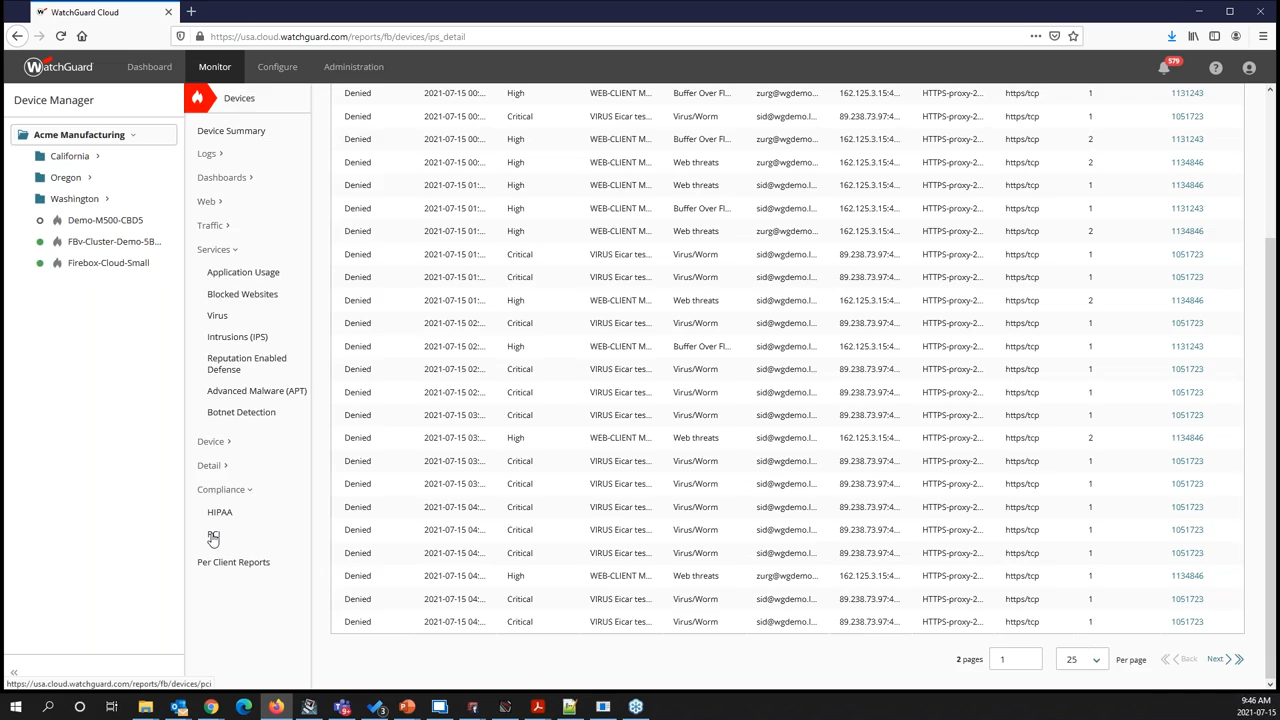 WatchGuard Cloud
https://usa.cloud.watchguard.com/reports/fb/devices/ips_detail
WatchGuard Dashboard Monitor Configure Administration 579
Device Manager
Acme Manufacturing
California
Oregon
Washington
Demo-M500-CBD5
FBv-Cluster-Demo-5B...
Firebox-Cloud-Small
Devices
Device Summary
Logs
Dashboards
Web
Traffic
Services
Application Usage
Blocked Websites
Virus
Intrusions (IPS)
Reputation Enabled
Defense
Advanced Malware (APT)
Botnet Detection
Device
Detail
Compliance
HIPAA
PCI
Per Client Reports
Denied 2021-07-15 00:... High WEB-CLIENT M... Buffer Over Fl... zurg@wgdemo.l... 162.125.3.15:4... HTTPS-proxy-2... https/tcp 1 1131243
Denied 2021-07-15 00:... Critical VIRUS Eicar tes... Virus/Worm sid@wgdemo.l... 89.238.73.97:4... HTTPS-proxy-2... https/tcp 1 1051723
Denied 2021-07-15 00:... High WEB-CLIENT M... Buffer Over Fl... zurg@wgdemo.l... 162.125.3.15:4... HTTPS-proxy-2... https/tcp 2 1131243
Denied 2021-07-15 00:... High WEB-CLIENT M... Web threats zurg@wgdemo.l... 162.125.3.15:4... HTTPS-proxy-2... https/tcp 2 1134846
Denied 2021-07-15 01:... High WEB-CLIENT M... Web threats sid@wgdemo.l... 162.125.3.15:4... HTTPS-proxy-2... https/tcp 1 1134846
Denied 2021-07-15 01:... High WEB-CLIENT M... Buffer Over Fl... sid@wgdemo.l... 162.125.3.15:4... HTTPS-proxy-2... https/tcp 1 1131243
Denied 2021-07-15 01:... High WEB-CLIENT M... Web threats sid@wgdemo.l... 162.125.3.15:4... HTTPS-proxy-2... https/tcp 2 1134846
Denied 2021-07-15 01:... Critical VIRUS Eicar tes... Virus/Worm sid@wgdemo.l... 89.238.73.97:4... HTTPS-proxy-2... https/tcp 1 1051723
Denied 2021-07-15 01:... Critical VIRUS Eicar tes... Virus/Worm sid@wgdemo.l... 89.238.73.97:4... HTTPS-proxy-2... https/tcp 1 1051723
Denied 2021-07-15 01:... High WEB-CLIENT M... Web threats sid@wgdemo.l... 162.125.3.15:4... HTTPS-proxy-2... https/tcp 2 1134846
Denied 2021-07-15 02:... Critical VIRUS Eicar tes... Virus/Worm sid@wgdemo.l... 89.238.73.97:4... HTTPS-proxy-2... https/tcp 1 1051723
Denied 2021-07-15 02:... High WEB-CLIENT M... Buffer Over Fl... sid@wgdemo.l... 162.125.3.15:4... HTTPS-proxy-2... https/tcp 1 1131243
Denied 2021-07-15 02:... Critical VIRUS Eicar tes... Virus/Worm sid@wgdemo.l... 89.238.73.97:4... HTTPS-proxy-2... https/tcp 1 1051723
Denied 2021-07-15 02:... Critical VIRUS Eicar tes... Virus/Worm sid@wgdemo.l... 89.238.73.97:4... HTTPS-proxy-2... https/tcp 1 1051723
Denied 2021-07-15 03:... Critical VIRUS Eicar tes... Virus/Worm sid@wgdemo.l... 89.238.73.97:4... HTTPS-proxy-2... https/tcp 1 1051723
Denied 2021-07-15 03:... High WEB-CLIENT M... Web threats sid@wgdemo.l... 162.125.3.15:4... HTTPS-proxy-2... https/tcp 2 1134846
Denied 2021-07-15 03:... Critical VIRUS Eicar tes... Virus/Worm sid@wgdemo.l... 89.238.73.97:4... HTTPS-proxy-2... https/tcp 1 1051723
Denied 2021-07-15 03:... Critical VIRUS Eicar tes... Virus/Worm sid@wgdemo.l... 89.238.73.97:4... HTTPS-proxy-2... https/tcp 1 1051723
Denied 2021-07-15 04:... Critical VIRUS Eicar tes... Virus/Worm sid@wgdemo.l... 89.238.73.97:4... HTTPS-proxy-2... https/tcp 1 1051723
Denied 2021-07-15 04:... Critical VIRUS Eicar tes... Virus/Worm sid@wgdemo.l... 89.238.73.97:4... HTTPS-proxy-2... https/tcp 1 1051723
Denied 2021-07-15 04:... Critical VIRUS Eicar tes... Virus/Worm sid@wgdemo.l... 89.238.73.97:4... HTTPS-proxy-2... https/tcp 1 1051723
Denied 2021-07-15 04:... High WEB-CLIENT M... Web threats zurg@wgdemo... 162.125.3.15:4... HTTPS-proxy-2... https/tcp 1 1134846
Denied 2021-07-15 04:... Critical VIRUS Eicar tes... Virus/Worm sid@wgdemo.l... 89.238.73.97:4... HTTPS-proxy-2... https/tcp 1 1051723
Denied 2021-07-15 04:... Critical VIRUS Eicar tes... Virus/Worm sid@wgdemo.l... 89.238.73.97:4... HTTPS-proxy-2... https/tcp 1 1051723
2 pages 1 25 Per page Back Next
https://usa.cloud.watchguard.com/reports/fb/devices/pci
9:46 AM
2021-07-15